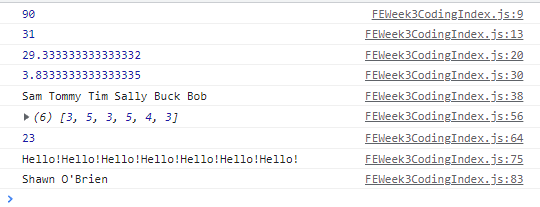 90 FEWeek3CodingIndex.js:9
31 FEWeek3CodingIndex.js:13
29.333333333333332 FEWeek3CodingIndex.js:20
3.8333333333333335 FEWeek3CodingIndex.js:30
Sam Tommy Tim Sally Buck Bob FEWeek3CodingIndex.js:38
▶ (6) [3, 5, 3, 5, 4, 3] FEWeek3CodingIndex.js:56
23 FEWeek3CodingIndex.js:64
Hello!Hello!Hello!Hello!Hello!Hello!Hello! FEWeek3CodingIndex.js:75
Shawn O'Brien FEWeek3CodingIndex.js:83
>